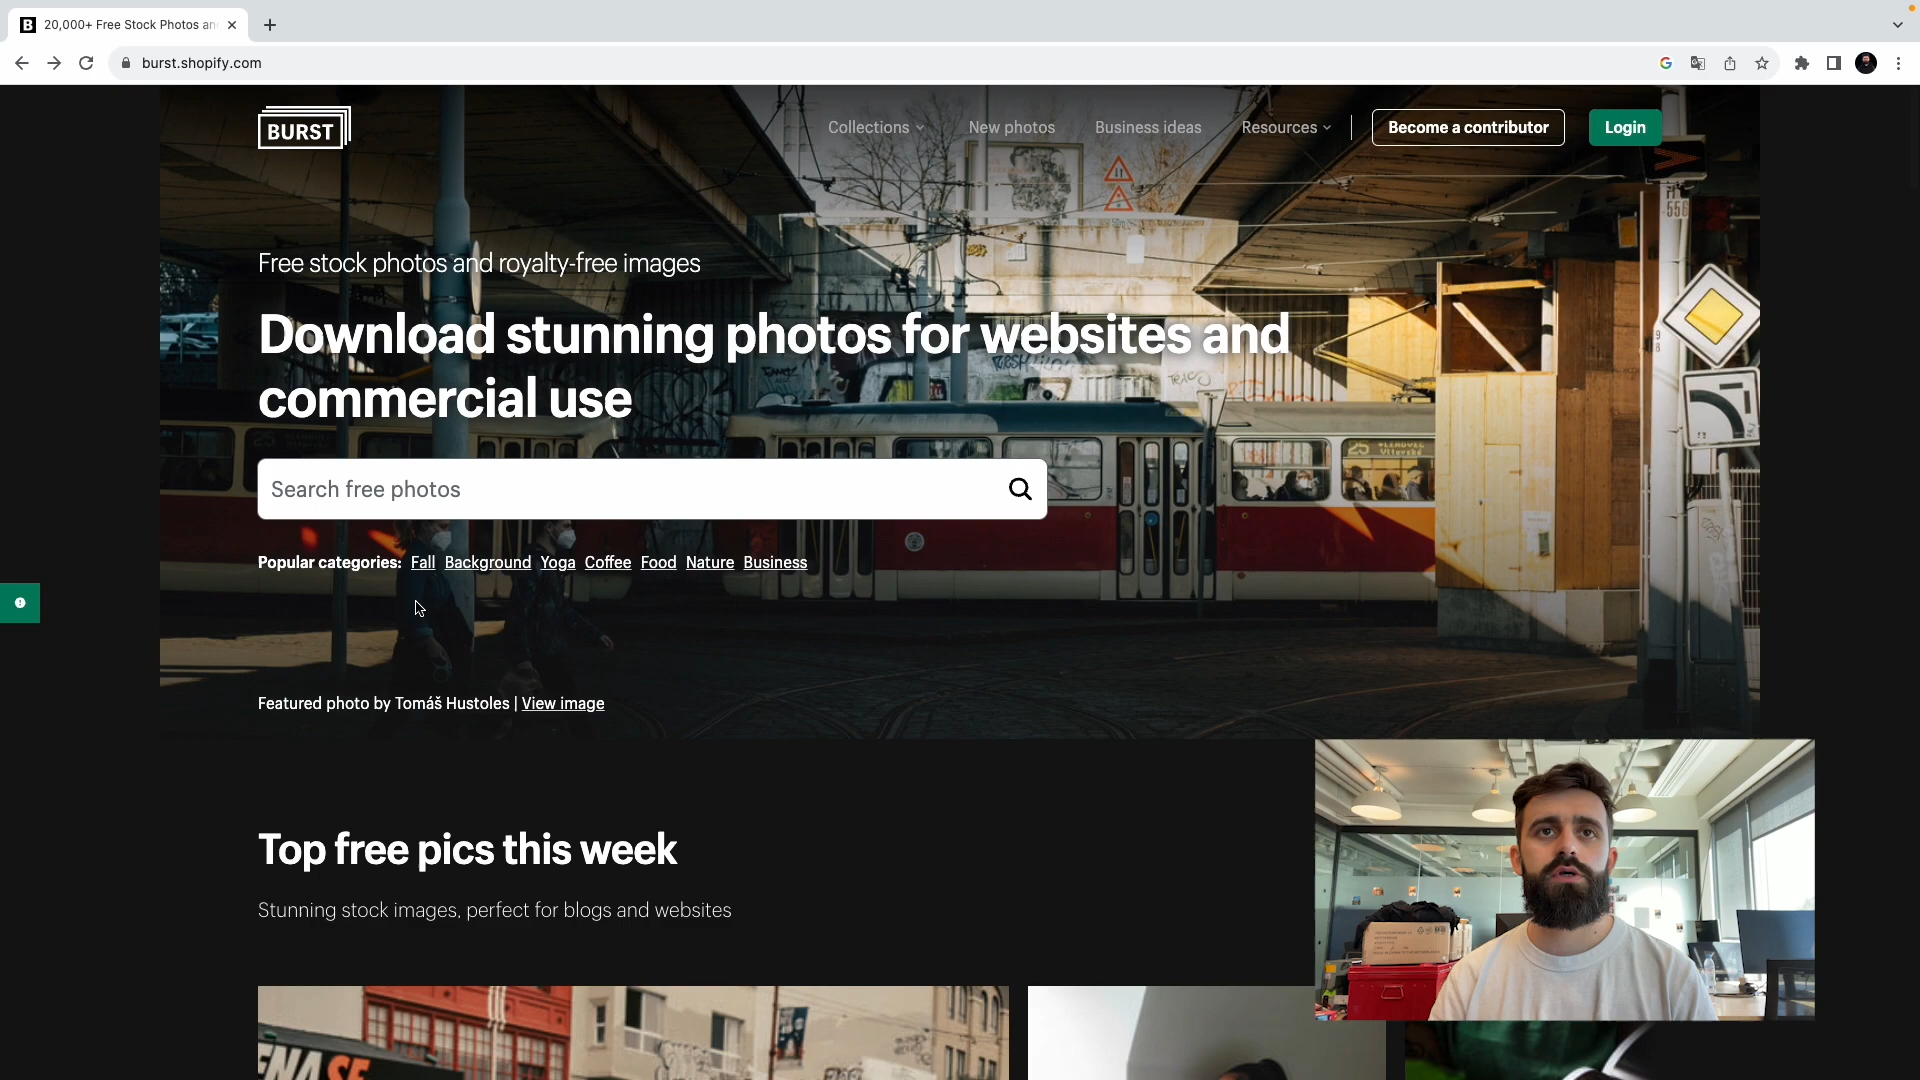 20,000+ Free Stock Photos an
burst.shopify.com
BURST
Collections
New photos
Business ideas
Resources
Become a contributor
Login
Free stock photos and royalty-free images
Download stunning photos for websites and
commercial use
Search free photos
Popular categories: Fall Background Yoga Coffee Food Nature Business
Featured photo by Tomáš Hustoles | View image
Top free pics this week
Stunning stock images, perfect for blogs and websites